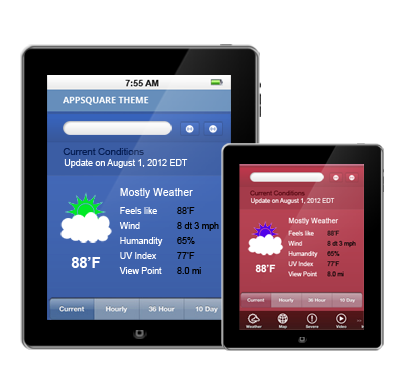 7:55 AM
APPSQUARE THEME
Current Conditions
Update on August 1, 2012 EDT
Mostly Weather
Feels like 88'F
Wind 8 dt 3 mph
Humandity 65%
UV Index 77'F
View Point 8.0 mi
88'F
Current Hourly 36 Hour 10 Day
Current Conditions
Update on August 1, 2012 EDT
Mostly Weather
Feels like 88'F
Wind 8 dt 3 mph
Humandity 65%
UV Index 77'F
View Point 8.0 mi
88'F
Current Hourly 36 Hour 10 Day
Weather Map Severe Video